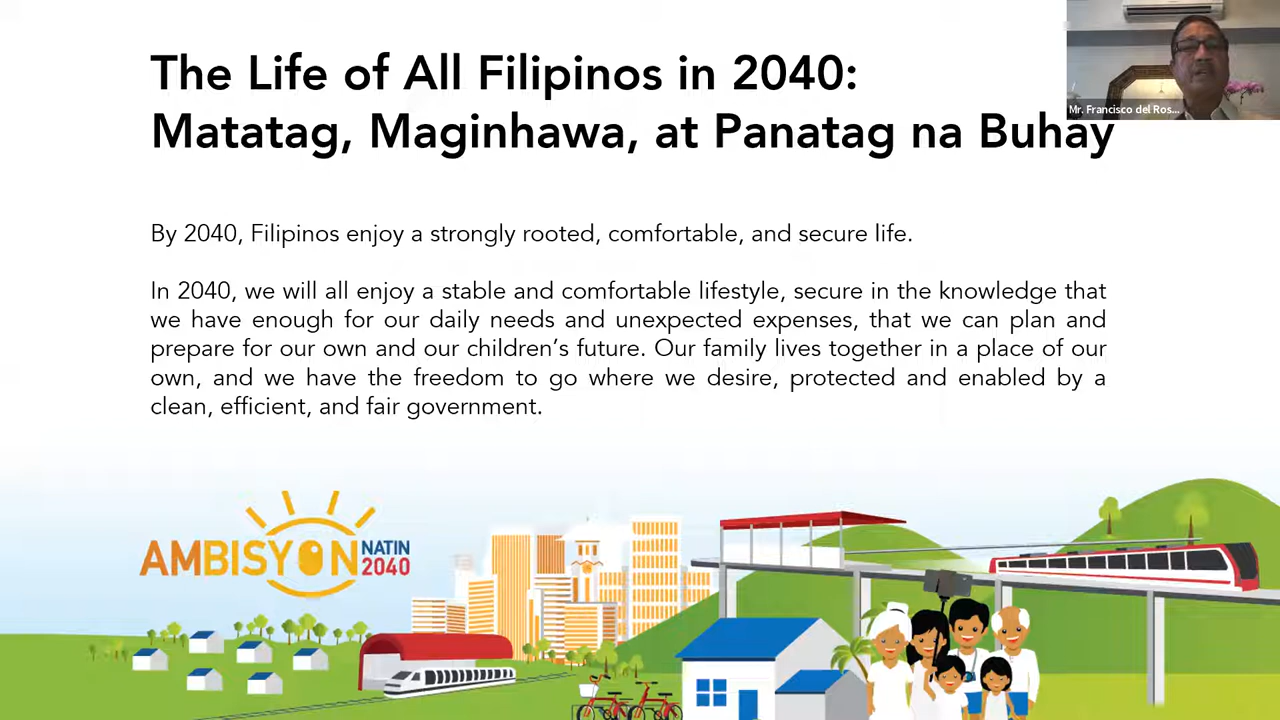 The Life of All Filipinos in 2040:
Matatag, Maginhawa, at Panatag na Buhay
Mr. Francisco del Ros...
By 2040, Filipinos enjoy a strongly rooted, comfortable, and secure life.
In 2040, we will all enjoy a stable and comfortable lifestyle, secure in the knowledge that
we have enough for our daily needs and unexpected expenses, that we can plan and
prepare for our own and our children's future. Our family lives together in a place of our
own, and we have the freedom to go where we desire, protected and enabled by a
clean, efficient, and fair government.
AMBISYON NATIN
2040